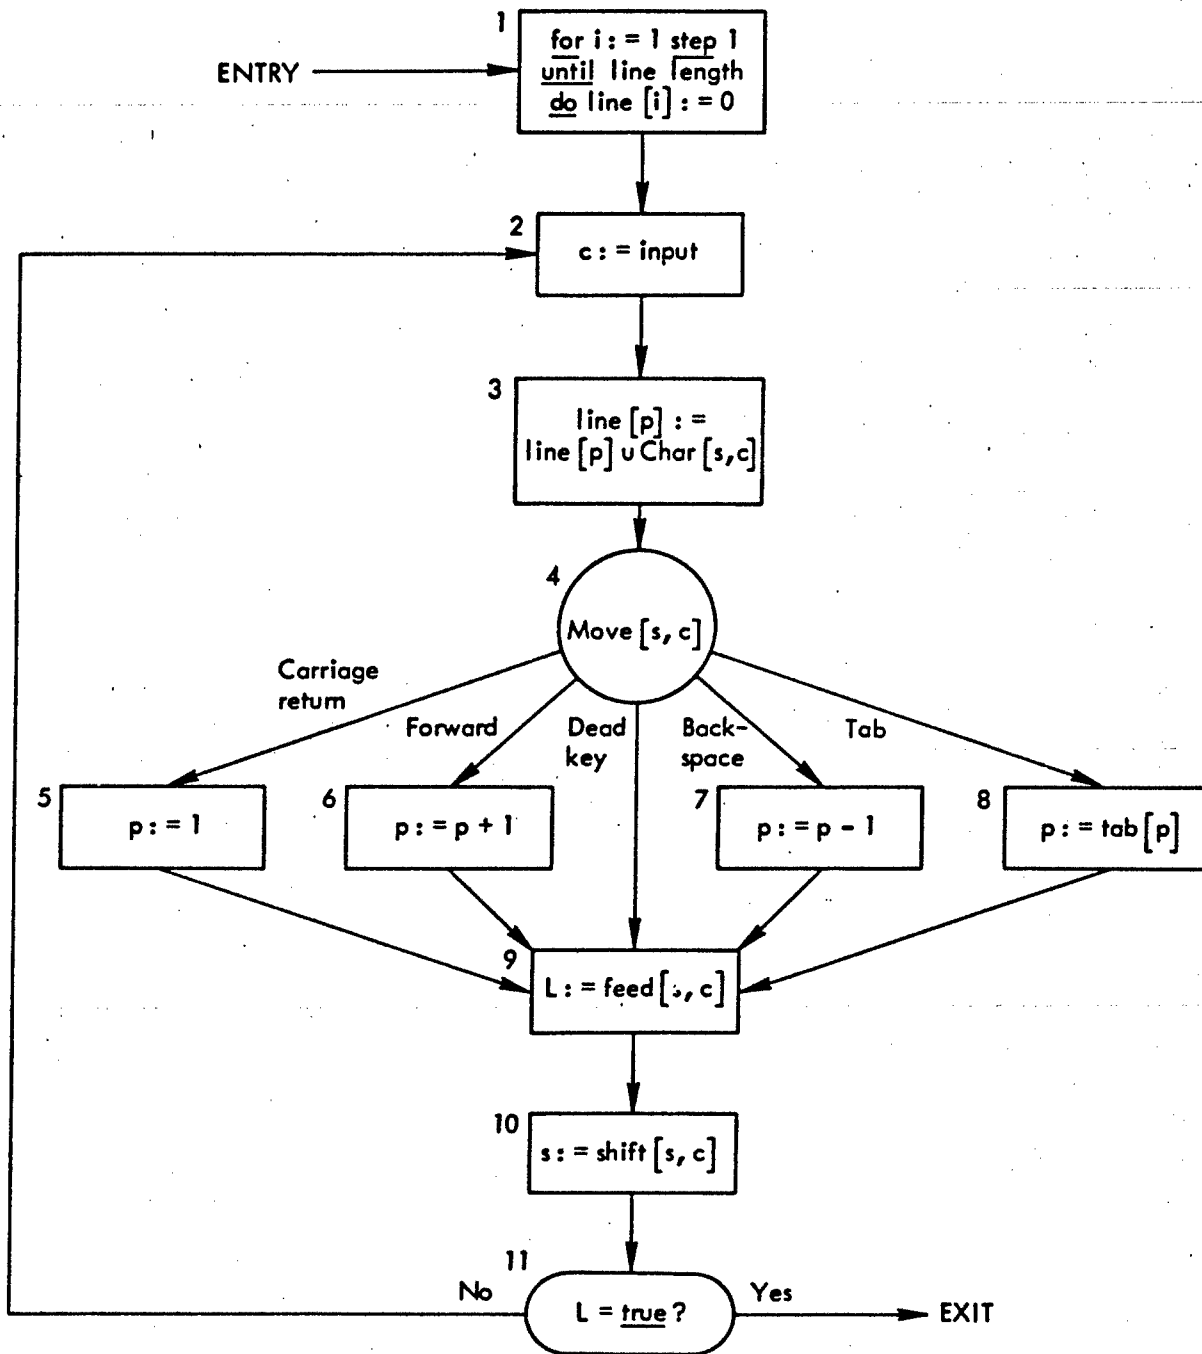 1
for i : = 1 step 1
until line length
do line [i] : = 0
ENTRY
2
c : = input
3
line [p] : =
line [p] ∪ Char [s,c]
4
Move [s, c]
Carriage
return
Forward
Dead
key
Back-
space
Tab
5
p : = 1
6
p : = p + 1
7
p : = p - 1
8
p : = tab [p]
9
L : = feed [s, c]
10
s : = shift [s, c]
11
No
L = true ?
Yes
EXIT